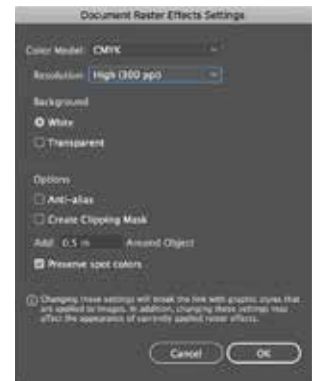 Document Raster Effects Settings
Color Model: CMYK
Resolution: High (300 ppi)
Background
White
Transparent
Options
Anti-alias
Create Clipping Mask
Add: 0.5 in Around Object
Preserve spot colors
Changing these settings will break the link with graphic styles that
are applied to images. In addition, changing these settings may
affect the appearance of currently applied raster effects.
Cancel OK